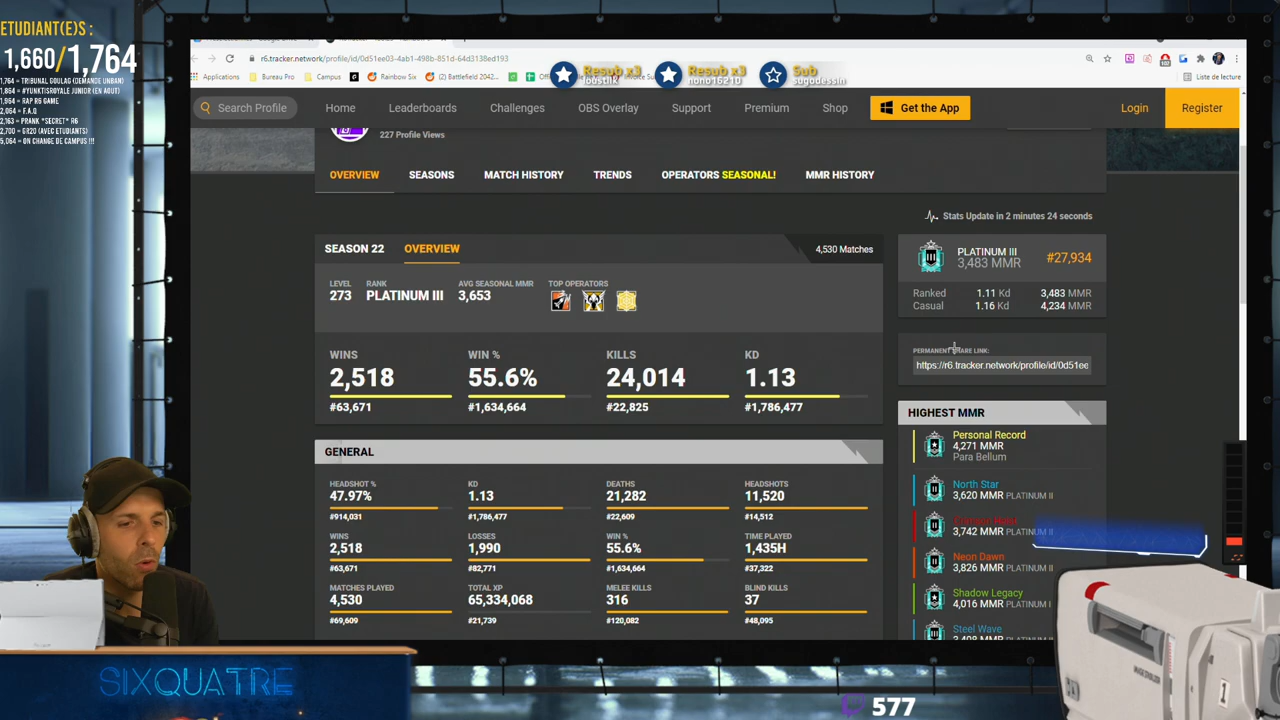 ETUDIANT(E)S :
1,660/1,764
1,764 = TRIBUNAL GOULAG (DEMANDE UNBAN)
1,864 = #YUNKTISROYALE JUNIOR (EN AOUT)
1,964 = RAP R6 GAME
2,064 = F.A.Q
2,163 = PRANK *SECRET* R6
2,700 = GR20 (AVEC ETUDIANTS)
5,064 = ON CHANGE DE CAMPUS !!!
r6.tracker.network/profile/id/0d51ee03-4ab1-498b-851d-64d3138ed193
Applications
Bureau Pro
Campus
Rainbow Six
(2) Battlefield 2042...
Liste de lecture
Resub x3
Resub x3
nono15210
Sub
sugodessin
Search Profile
Home
Leaderboards
Challenges
OBS Overlay
Support
Premium
Shop
Get the App
Login
Register
227 Profile Views
OVERVIEW
SEASONS
MATCH HISTORY
TRENDS
OPERATORS SEASONAL!
MMR HISTORY
Stats Update in 2 minutes 24 seconds
SEASON 22
OVERVIEW
4,530 Matches
LEVEL
273
RANK
PLATINUM III
AVG SEASONAL MMR
3,653
TOP OPERATORS
WINS
2,518
#63,671
WIN %
55.6%
#1,634,664
KILLS
24,014
#22,825
KD
1.13
#1,786,477
GENERAL
HEADSHOT %
47.97%
#914,031
KD
1.13
#1,786,477
DEATHS
21,282
#22,609
HEADSHOTS
11,520
#14,512
WINS
2,518
#63,671
LOSSES
1,990
#82,771
WIN %
55.6%
#1,634,664
TIME PLAYED
1,435H
#37,322
MATCHES PLAYED
4,530
#69,609
TOTAL XP
65,334,068
#21,739
MELEE KILLS
316
#120,082
BLIND KILLS
37
#48,095
PLATINUM III
3,483 MMR
#27,934
Ranked 1.11 Kd 3,483 MMR
Casual 1.16 Kd 4,234 MMR
PERMANENT SHARE LINK:
https://r6.tracker.network/profile/id/0d51ee
HIGHEST MMR
Personal Record
4,271 MMR
Para Bellum
North Star
3,620 MMR PLATINUM II
3,742 MMR PLATINUM II
Neon Dawn
3,826 MMR PLATINUM II
Shadow Legacy
4,016 MMR PLATINUM I
Steel Wave
SIXQUATRE
577
1